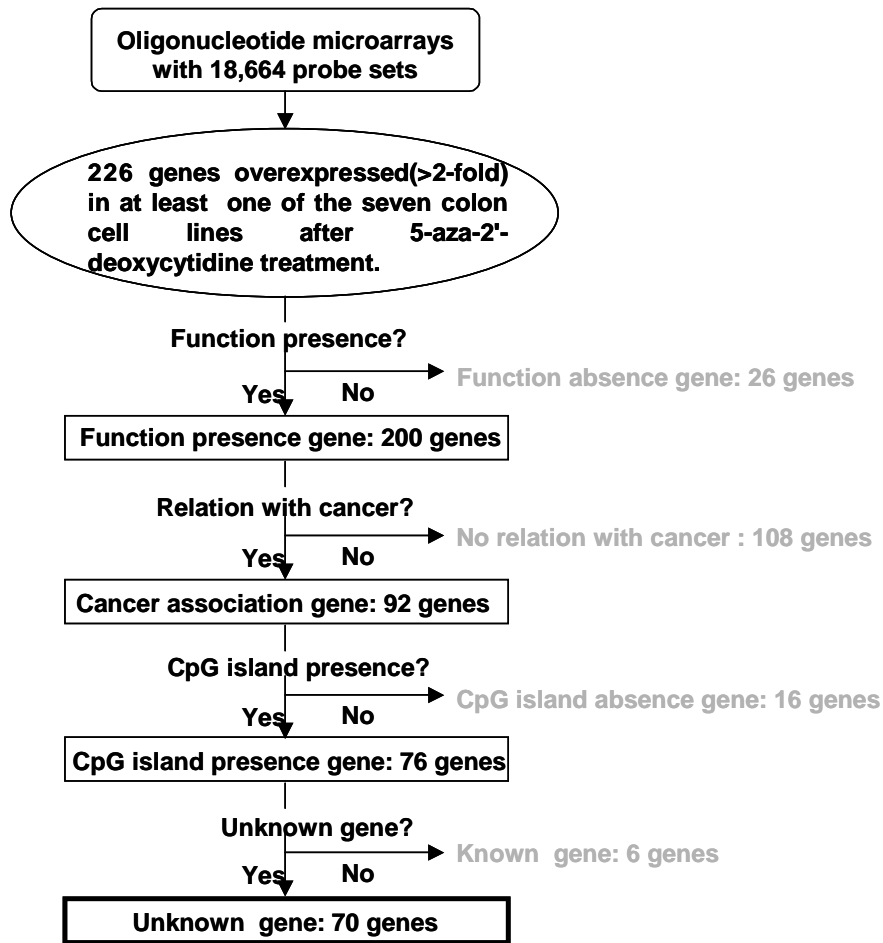 Oligonucleotide microarrays
with 18,664 probe sets
226 genes overexpressed(>2-fold)
in at least one of the seven colon
cell lines after 5-aza-2'-
deoxycytidine treatment.
Function presence?
Yes No
Function absence gene: 26 genes
Function presence gene: 200 genes
Relation with cancer?
Yes No
No relation with cancer : 108 genes
Cancer association gene: 92 genes
CpG island presence?
Yes No
CpG island absence gene: 16 genes
CpG island presence gene: 76 genes
Unknown gene?
Yes No
Known gene: 6 genes
Unknown gene: 70 genes